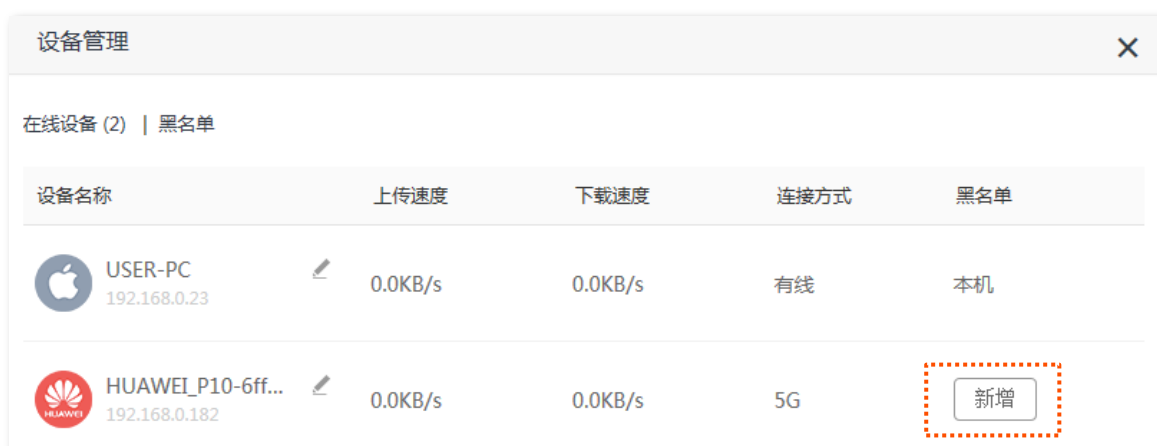 设备管理
在线设备 (2) | 黑名单
设备名称 上传速度 下载速度 连接方式 黑名单
USER-PC
192.168.0.23
0.0KB/s 0.0KB/s 有线 本机
HUAWEI_P10-6ff...
192.168.0.182
HUAWEI
0.0KB/s 0.0KB/s 5G 新增